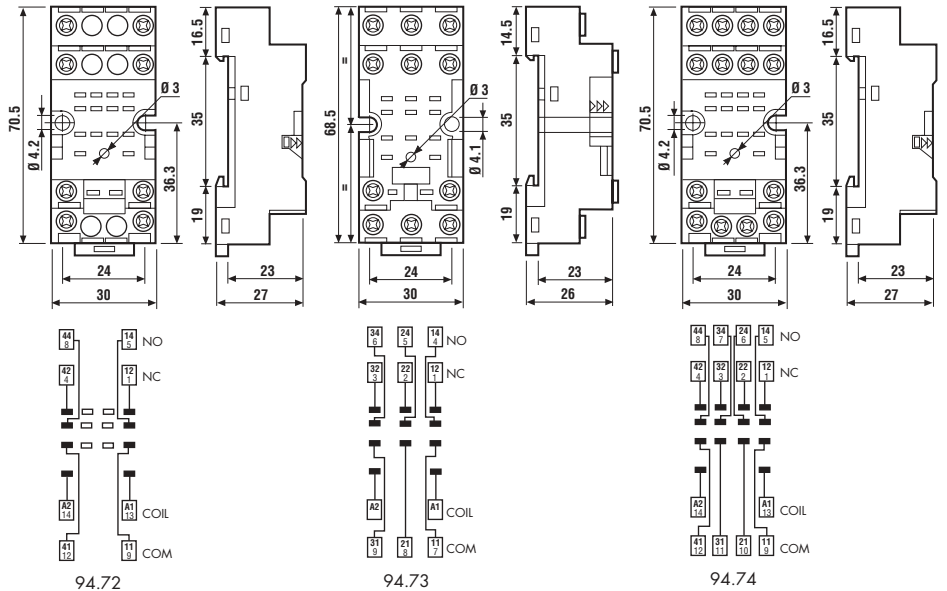 70.5
Ø 4.2
Ø 3
36.3
24
30
16.5
35
19
23
27
68.5
=
=
Ø 3
Ø 4.1
24
30
14.5
35
19
23
26
70.5
Ø 4.2
Ø 3
36.3
24
30
16.5
35
19
23
27
44 14 NO
8 5
42 12 NC
4 1
A2 A1 COIL
14 13
41 11 COM
12 9
94.72
34 24 14 NO
6 5 4
32 22 12 NC
3 2 1
A2 A1 COIL
31 21 11 COM
9 8 7
94.73
44 34 24 14 NO
8 7 6 5
42 32 22 12 NC
4 3 2 1
A2 A1 COIL
14 13
41 31 21 11 COM
12 11 10 9
94.74